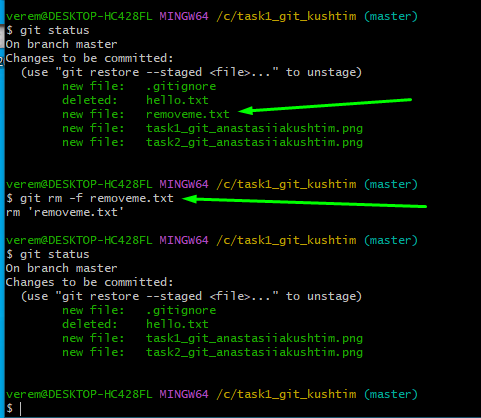 verem@DESKTOP-HC428FL MINGW64 /c/task1_git_kushtim (master)
$ git status
On branch master
Changes to be committed:
  (use "git restore --staged <file>..." to unstage)
        new file:   .gitignore
        deleted:    hello.txt
        new file:   removeme.txt
        new file:   task1_git_anastasiiakushtim.png
        new file:   task2_git_anastasiiakushtim.png
verem@DESKTOP-HC428FL MINGW64 /c/task1_git_kushtim (master)
$ git rm -f removeme.txt
rm 'removeme.txt'
verem@DESKTOP-HC428FL MINGW64 /c/task1_git_kushtim (master)
$ git status
On branch master
Changes to be committed:
  (use "git restore --staged <file>..." to unstage)
        new file:   .gitignore
        deleted:    hello.txt
        new file:   task1_git_anastasiiakushtim.png
        new file:   task2_git_anastasiiakushtim.png
verem@DESKTOP-HC428FL MINGW64 /c/task1_git_kushtim (master)
$